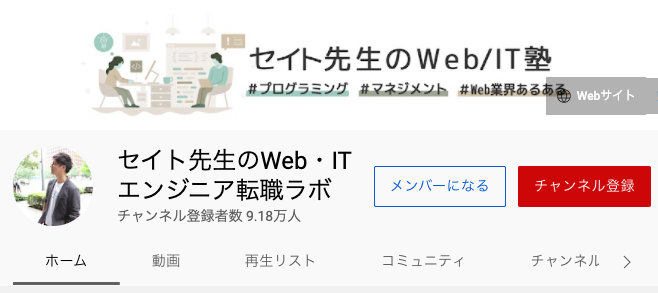 セイト先生のWeb/IT塾
#プログラミング #マネジメント #Web業界あるある
Webサイト
セイト先生のWeb・IT
エンジニア転職ラボ
チャンネル登録者数 9.18万人
メンバーになる
チャンネル登録
ホーム 動画 再生リスト コミュニティ チャンネル